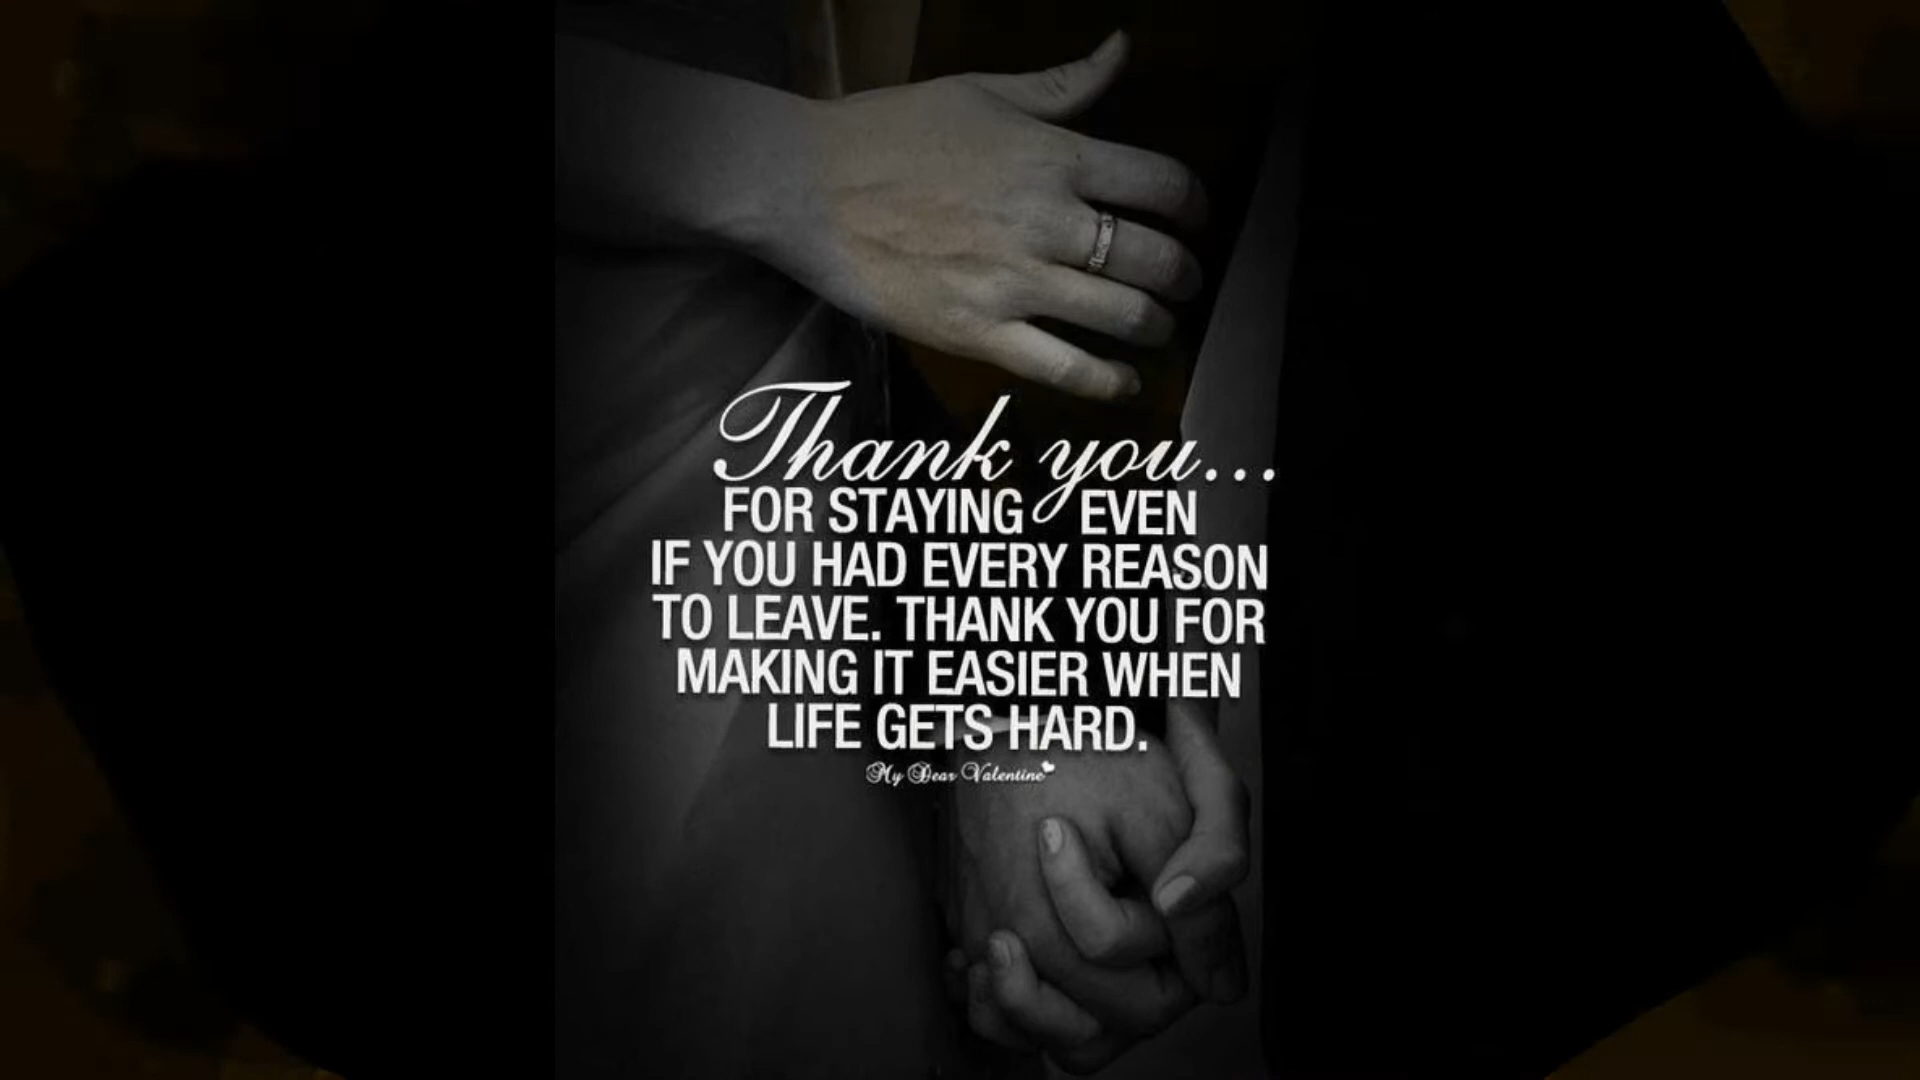 Thank you...
FOR STAYING EVEN
IF YOU HAD EVERY REASON
TO LEAVE. THANK YOU FOR
MAKING IT EASIER WHEN
LIFE GETS HARD.
My Dear Valentine